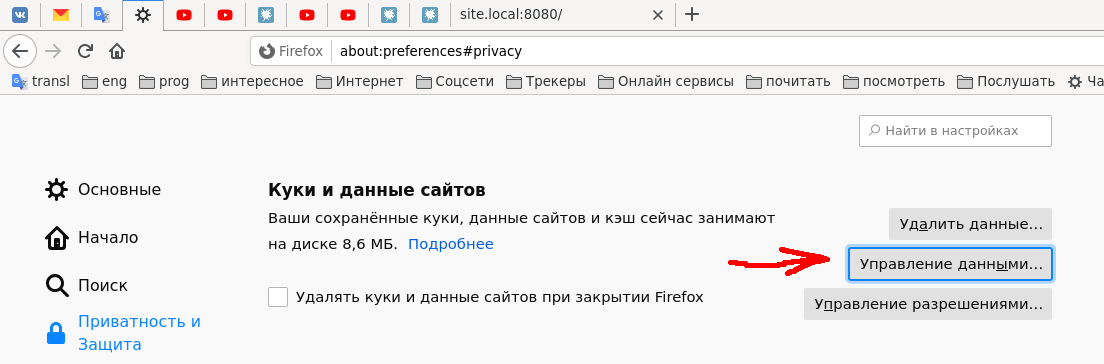 site.local:8080/
Firefox about:preferences#privacy
transl eng prog интересное Интернет Соцсети Трекеры Онлайн сервисы почитать посмотреть Послушать Ча
Найти в настройках
Основные
Начало
Поиск
Приватность и
Защита
Куки и данные сайтов
Ваши сохранённые куки, данные сайтов и кэш сейчас занимают
на диске 8,6 МБ. Подробнее
Удалять куки и данные сайтов при закрытии Firefox
Удалить данные...
Управление данными...
Управление разрешениями...